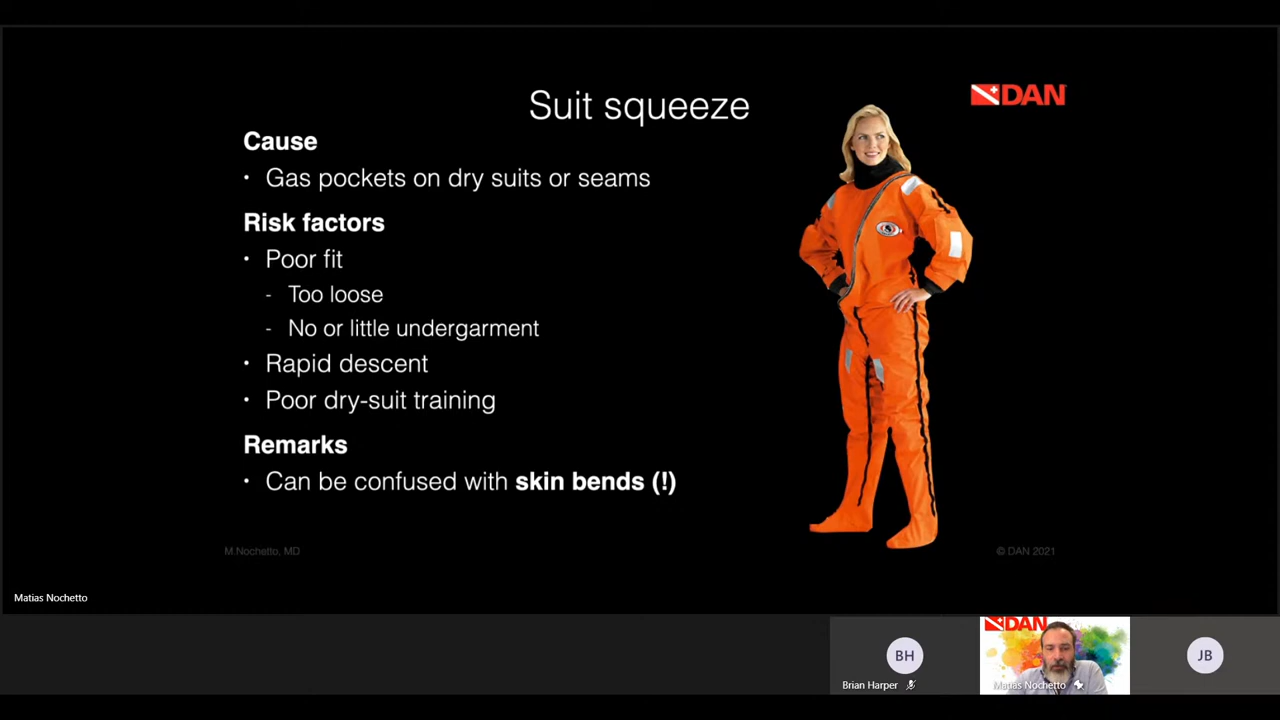 Suit squeeze
DAN
Cause
• Gas pockets on dry suits or seams
Risk factors
• Poor fit
- Too loose
- No or little undergarment
• Rapid descent
• Poor dry-suit training
Remarks
• Can be confused with skin bends (!)
M.Nochetto, MD
© DAN 2021
Matias Nochetto
DAN
BH
JB
Brian Harper
Matias Nochetto